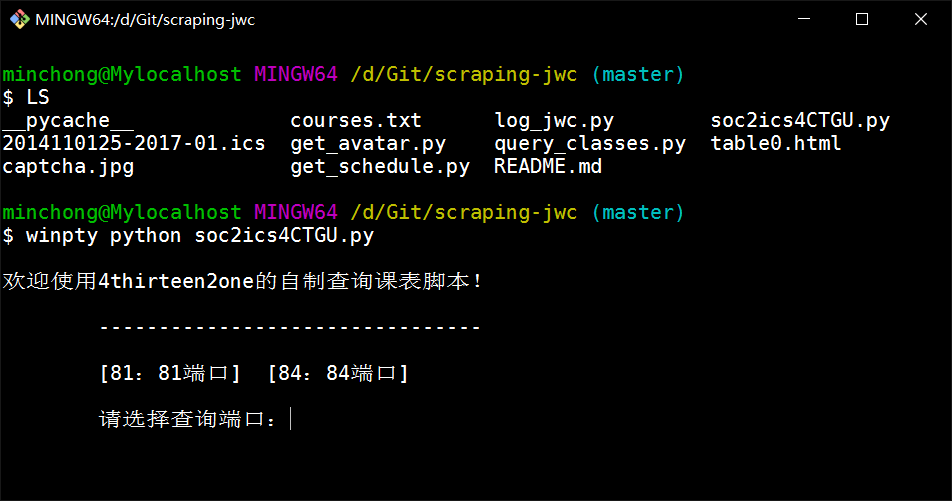 MINGW64:/d/Git/scraping-jwc
minchong@Mylocalhost MINGW64 /d/Git/scraping-jwc (master)
$ LS
__pycache__ courses.txt log_jwc.py soc2ics4CTGU.py
2014110125-2017-01.ics get_avatar.py query_classes.py table0.html
captcha.jpg get_schedule.py README.md
minchong@Mylocalhost MINGW64 /d/Git/scraping-jwc (master)
$ winpty python soc2ics4CTGU.py
欢迎使用4thirteen2one的自制查询课表脚本!
--------------------------------
[81：81端口] [84：84端口]
请选择查询端口：